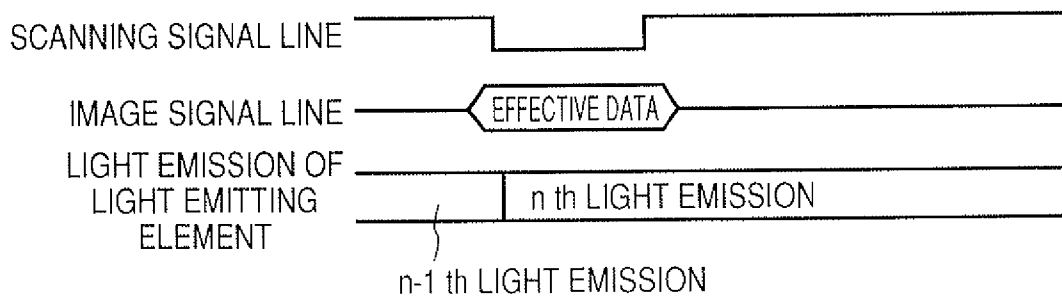 SCANNING SIGNAL LINE
IMAGE SIGNAL LINE
EFFECTIVE DATA
LIGHT EMISSION OF
LIGHT EMITTING
ELEMENT
n th LIGHT EMISSION
n-1 th LIGHT EMISSION